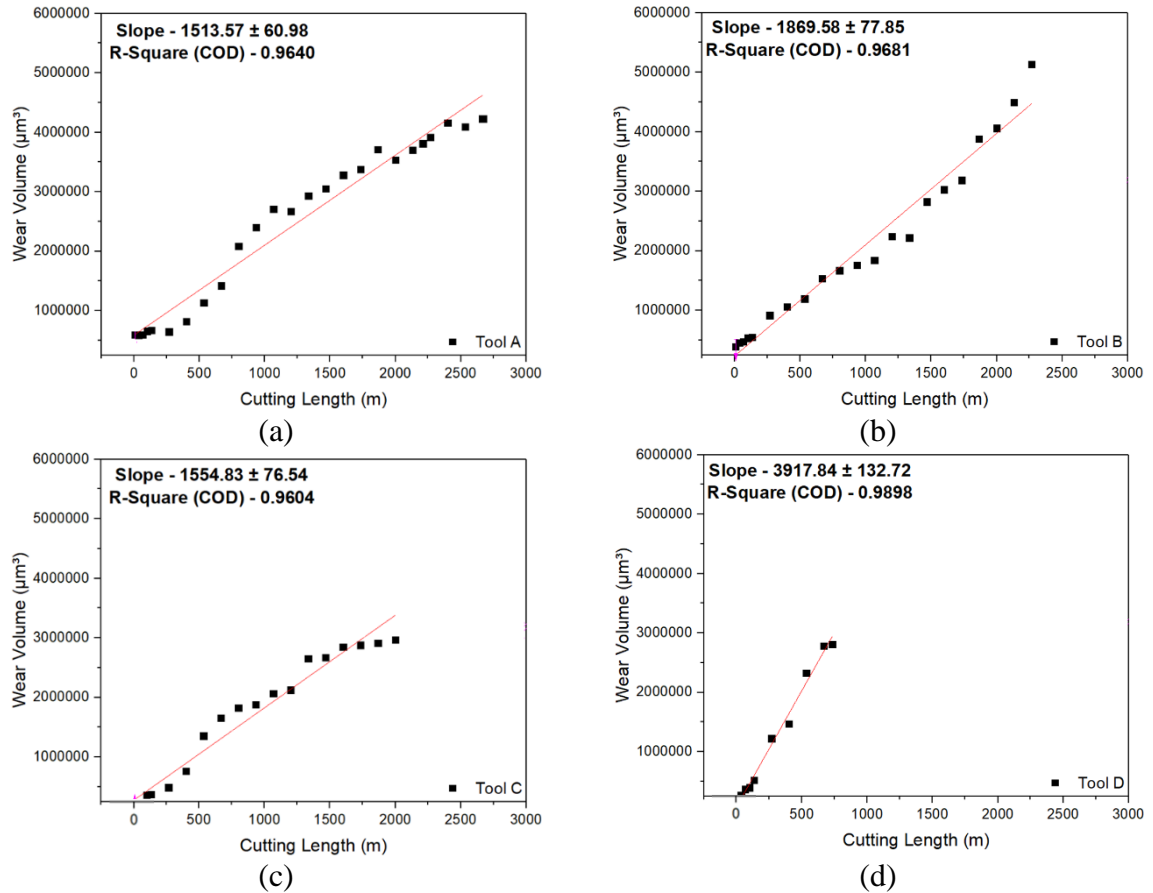 Slope - 1513.57 ± 60.98
R-Square (COD) - 0.9640
6000000
5000000
4000000
3000000
2000000
1000000
Wear Volume (µm³)
Tool A
0 500 1000 1500 2000 2500 3000
Cutting Length (m)
(a)
Slope - 1869.58 ± 77.85
R-Square (COD) - 0.9681
6000000
5000000
4000000
3000000
2000000
1000000
Wear Volume (µm³)
Tool B
0 500 1000 1500 2000 2500 3000
Cutting Length (m)
(b)
Slope - 1554.83 ± 76.54
R-Square (COD) - 0.9604
6000000
5000000
4000000
3000000
2000000
1000000
Wear Volume (µm³)
Tool C
0 500 1000 1500 2000 2500 3000
Cutting Length (m)
(c)
Slope - 3917.84 ± 132.72
R-Square (COD) - 0.9898
6000000
5000000
4000000
3000000
2000000
1000000
Wear Volume (µm³)
Tool D
0 500 1000 1500 2000 2500 3000
Cutting Length (m)
(d)